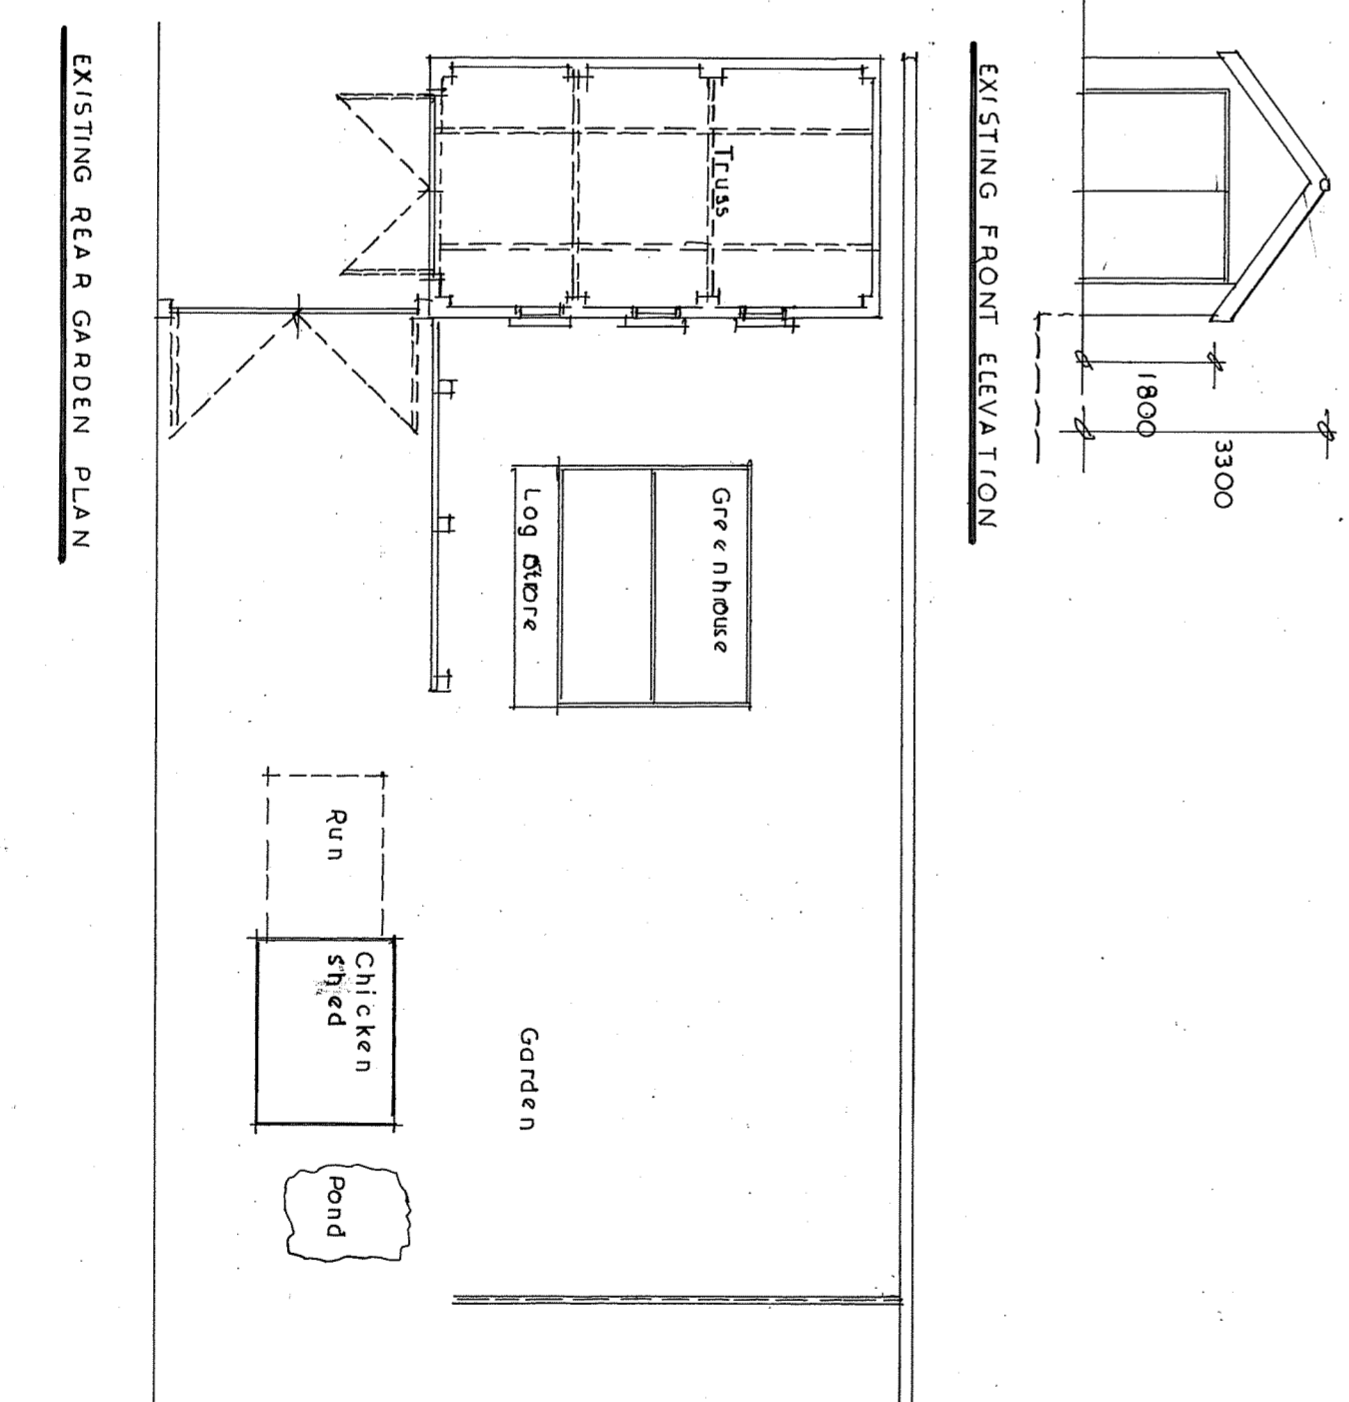 EXISTING FRONT ELEVATION
1800
3300
Truss
Greenhouse
Log Store
Garden
Run
Chicken
shed
Pond
EXISTING REAR GARDEN PLAN